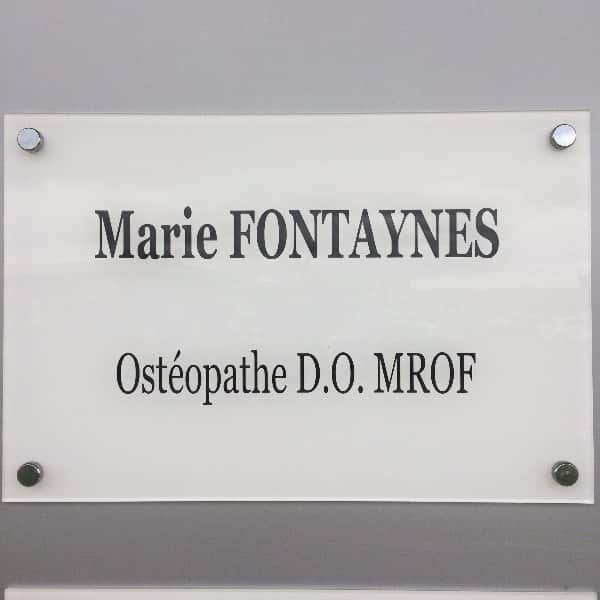 Marie FONTAYNES
Ostéopathe D.O. MROF